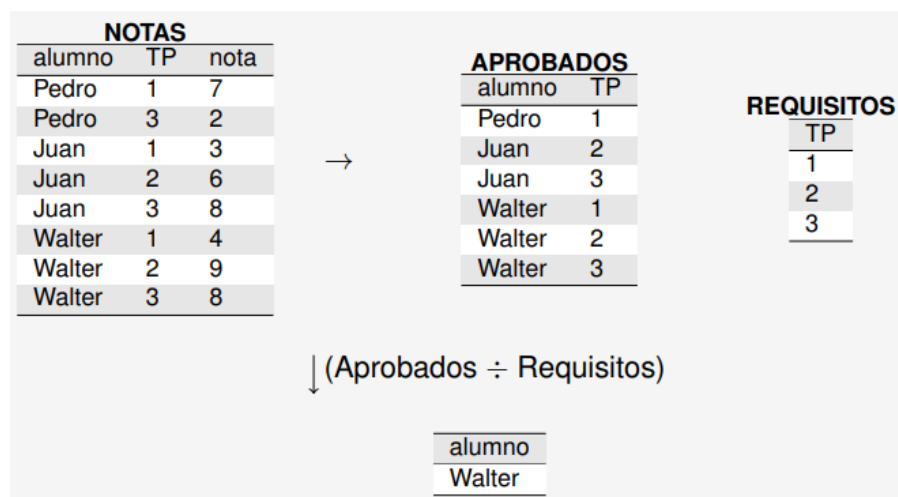 NOTAS
alumno TP nota
Pedro 1 7
Pedro 3 2
Juan 1 3
Juan 2 6
Juan 3 8
Walter 1 4
Walter 2 9
Walter 3 8
→
APROBADOS
alumno TP
Pedro 1
Juan 2
Juan 3
Walter 1
Walter 2
Walter 3
REQUISITOS
TP
1
2
3
↓(Aprobados ÷ Requisitos)
alumno
Walter